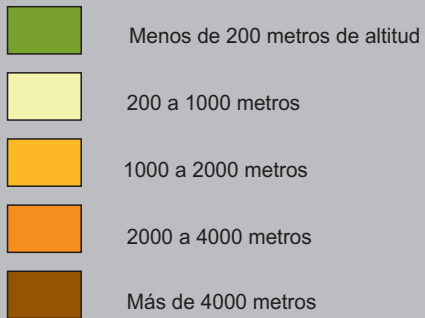 Menos de 200 metros de altitud
200 a 1000 metros
1000 a 2000 metros
2000 a 4000 metros
Más de 4000 metros